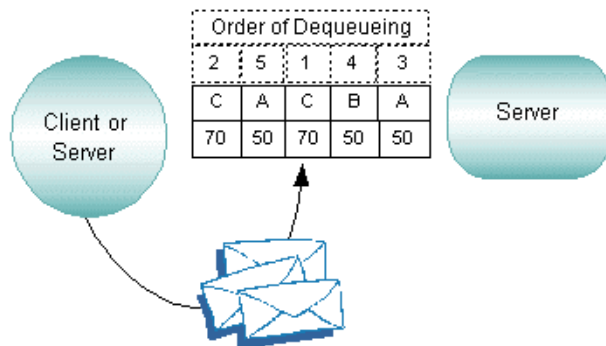 Order of Dequeueing
2 5 1 4 3
C A C B A
70 50 70 50 50
Client or
Server
Server